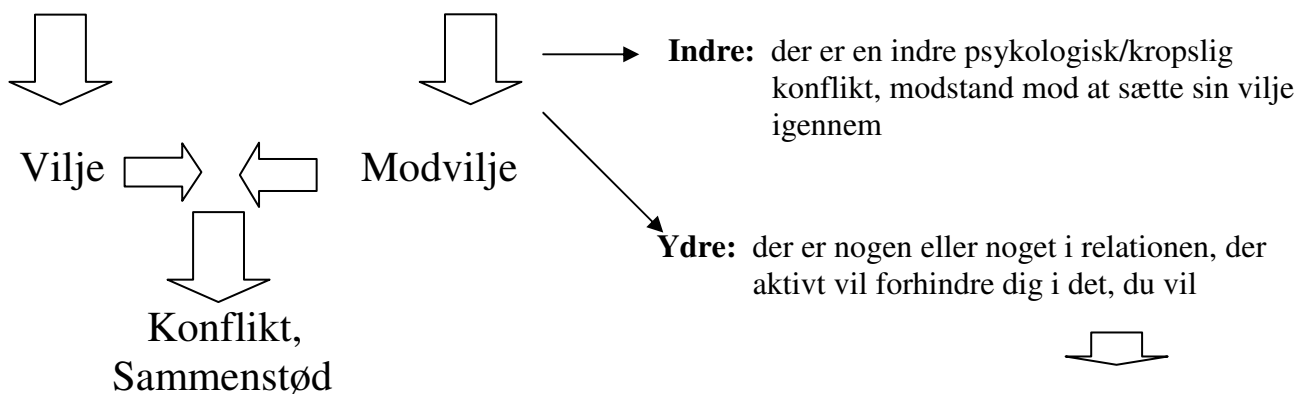 Indre: der er en indre psykologisk/kropslig
konflikt, modstand mod at sætte sin vilje
igennem
Vilje
Modvilje
Ydre: der er nogen eller noget i relationen, der
aktivt vil forhindre dig i det, du vil
Konflikt,
Sammenstød